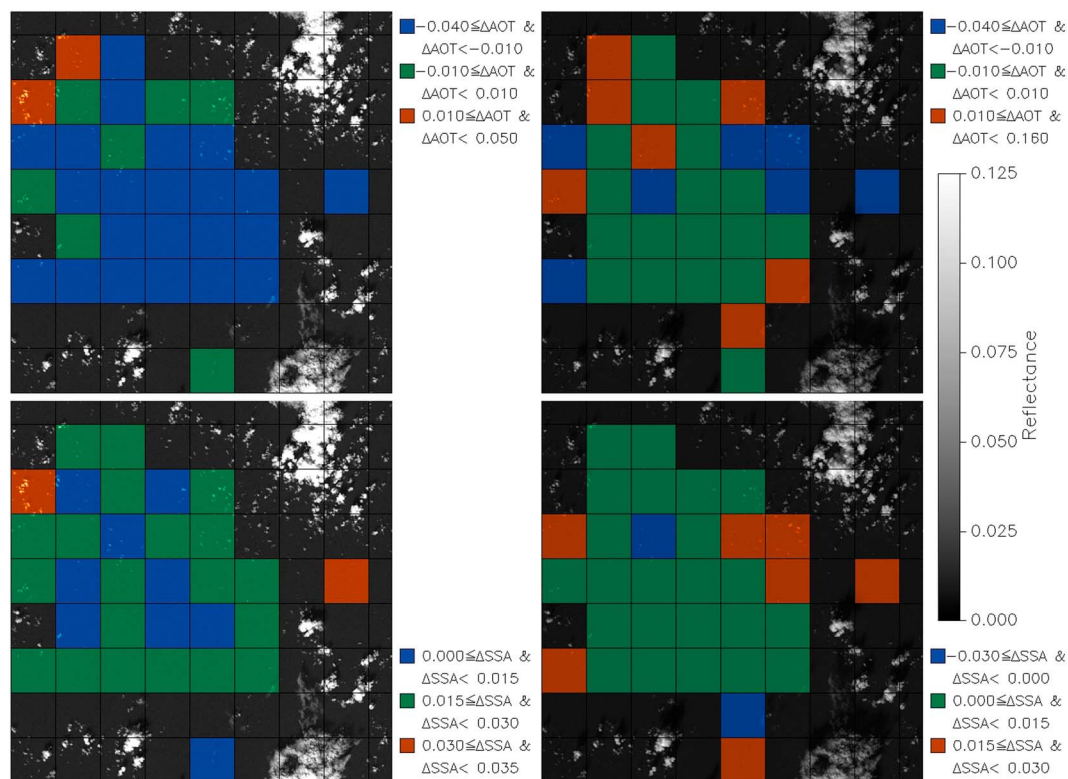 −0.040≦ΔAOT &
ΔAOT<−0.010
−0.010≦ΔAOT &
ΔAOT< 0.010
0.010≦ΔAOT &
ΔAOT< 0.050
−0.040≦ΔAOT &
ΔAOT<−0.010
−0.010≦ΔAOT &
ΔAOT< 0.010
0.010≦ΔAOT &
ΔAOT< 0.160
0.125
0.100
0.075
0.050
0.025
0.000
Reflectance
0.000≦ΔSSA &
ΔSSA< 0.015
0.015≦ΔSSA &
ΔSSA< 0.030
0.030≦ΔSSA &
ΔSSA< 0.035
−0.030≦ΔSSA &
ΔSSA< 0.000
0.000≦ΔSSA &
ΔSSA< 0.015
0.015≦ΔSSA &
ΔSSA< 0.030